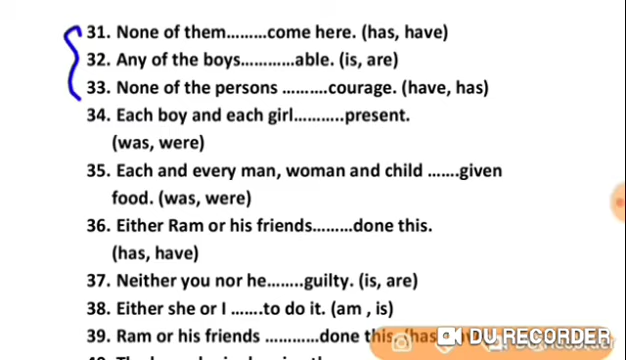 31. None of them.........come here. (has, have)
32. Any of the boys............able. (is, are)
33. None of the persons ..........courage. (have, has)
34. Each boy and each girl...........present.
(was, were)
35. Each and every man, woman and child .......given
food. (was, were)
36. Either Ram or his friends.........done this.
(has, have)
37. Neither you nor he........guilty. (is, are)
38. Either she or I .......to do it. (am , is)
39. Ram or his friends ............done this. (has
DU RECORDER